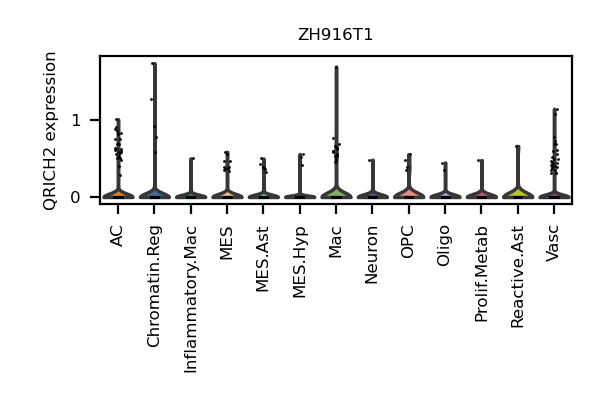 ZH916T1
QRICH2 expression
1
0
AC
Chromatin.Reg
Inflammatory.Mac
MES
MES.Ast
MES.Hyp
Mac
Neuron
OPC
Oligo
Prolif.Metab
Reactive.Ast
Vasc